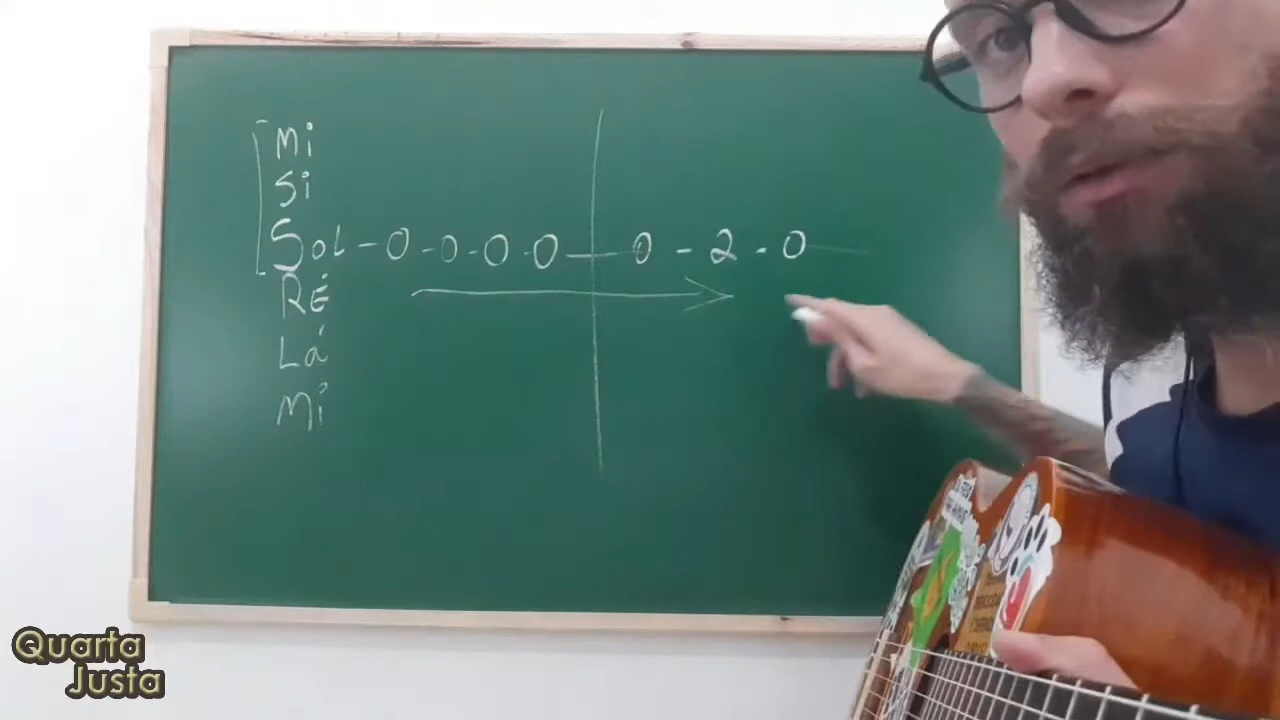 Mi
Si
Sol - 0 - 0 - 0 0 - 0 - 2 - 0
RÉ
Lá
Mi
Quarta
Justa